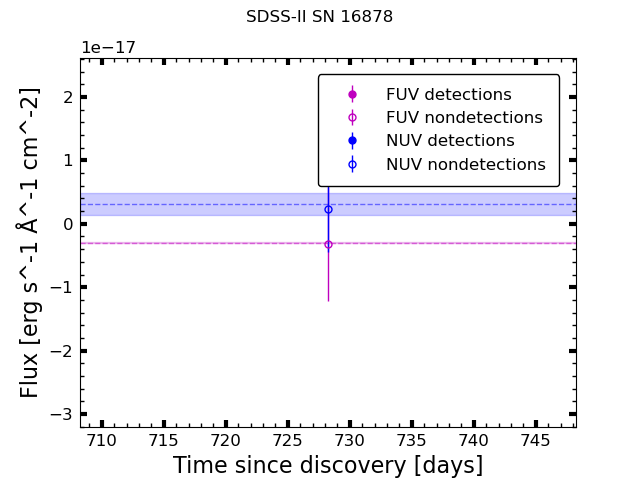 SDSS-II SN 16878
1e−17
FUV detections
FUV nondetections
NUV detections
NUV nondetections
2
1
0
−1
−2
−3
Flux [erg s^-1 Å^-1 cm^-2]
710 715 720 725 730 735 740 745
Time since discovery [days]